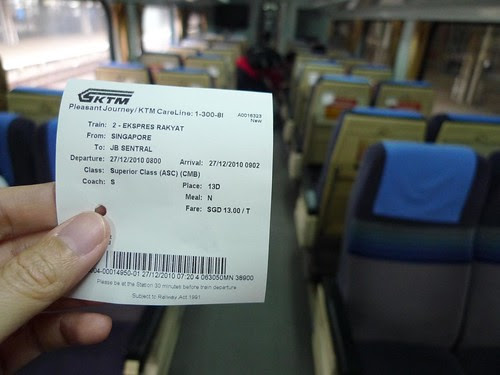 KTM
Pleasant Journey / KTM CareLine: 1-300-8
A0016323
New
Train: 2 - EKSPRES RAKYAT
From: SINGAPORE
To: JB SENTRAL
Departure: 27/12/2010 0800 Arrival: 27/12/2010 0902
Class: Superior Class (ASC) (CMB)
Coach: S Place: 13D
Meal: N
Fare: SGD 13.00 / T
04-00014950-01 27/12/2010 07:20 4 063050MN 38900
Please be at the Station 30 minutes before train departure
Subject to Railway Act 1991